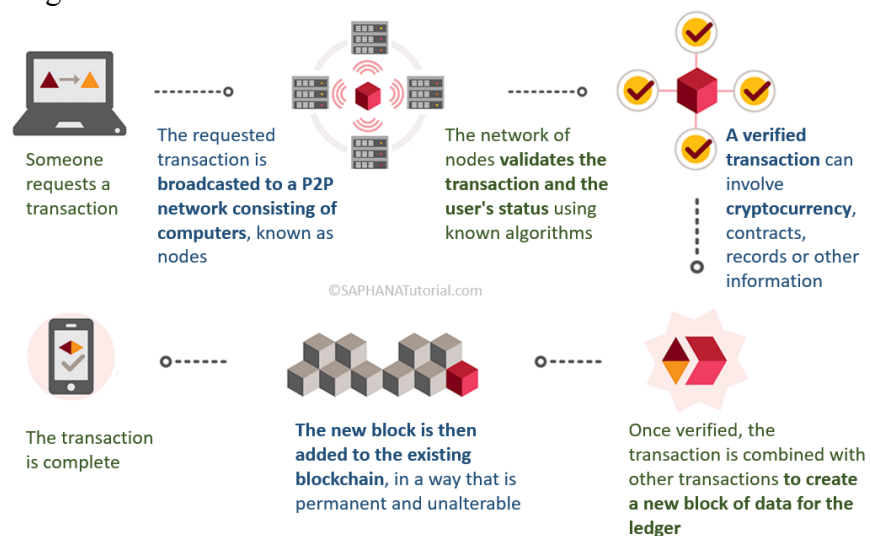 Someone
requests a
transaction
The requested
transaction is
broadcasted to a P2P
network consisting of
computers, known as
nodes
The network of
nodes validates the
transaction and the
user's status using
known algorithms
A verified
transaction can
involve
cryptocurrency,
contracts,
records or other
information
©SAPHANATutorial.com
The transaction
is complete
The new block is then
added to the existing
blockchain, in a way that is
permanent and unalterable
Once verified, the
transaction is combined with
other transactions to create
a new block of data for the
ledger